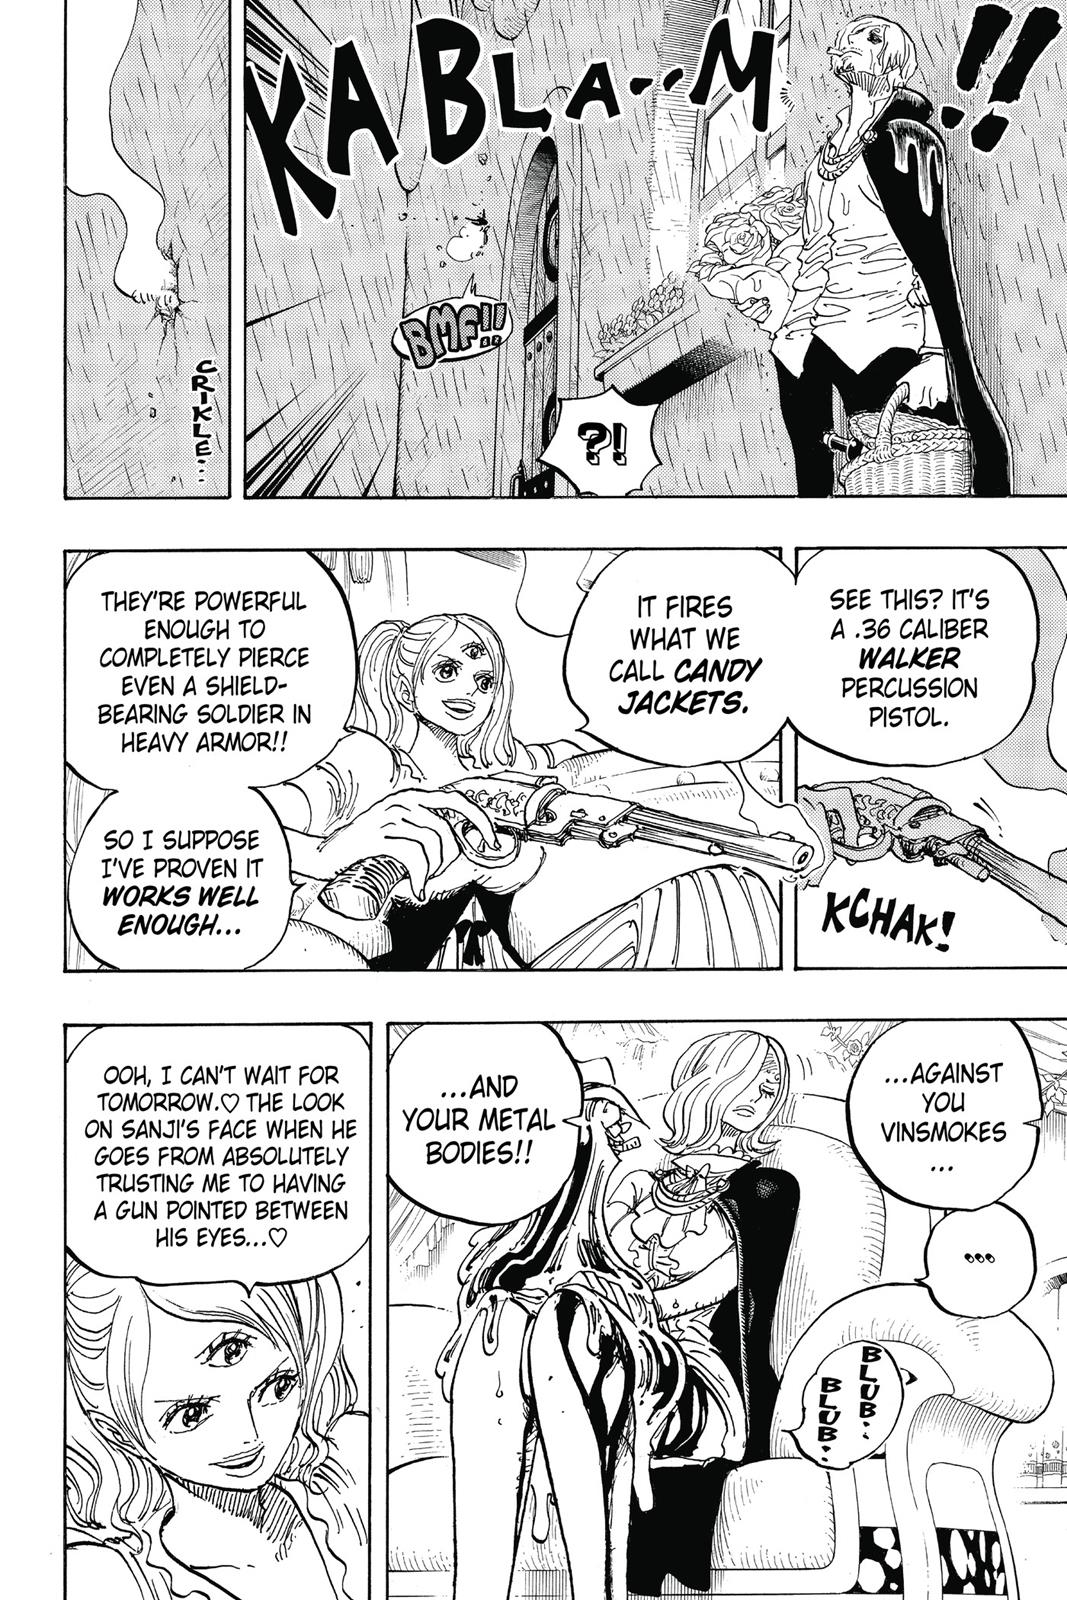 KABLA--M!!
BMF!!
?!
CRIKLE...
SEE THIS? IT'S
A .36 CALIBER
WALKER
PERCUSSION
PISTOL.
KCHAK!
IT FIRES
WHAT WE
CALL CANDY
JACKETS.
THEY'RE POWERFUL
ENOUGH TO
COMPLETELY PIERCE
EVEN A SHIELD-
BEARING SOLDIER IN
HEAVY ARMOR!!
SO I SUPPOSE
I'VE PROVEN IT
WORKS WELL
ENOUGH...
...AGAINST
YOU
VINSMOKES
...
...
...AND
YOUR METAL
BODIES!!
BLUB.
BLUB.
OOH, I CAN'T WAIT FOR
TOMORROW.♡ THE LOOK
ON SANJI'S FACE WHEN HE
GOES FROM ABSOLUTELY
TRUSTING ME TO HAVING
A GUN POINTED BETWEEN
HIS EYES...♡